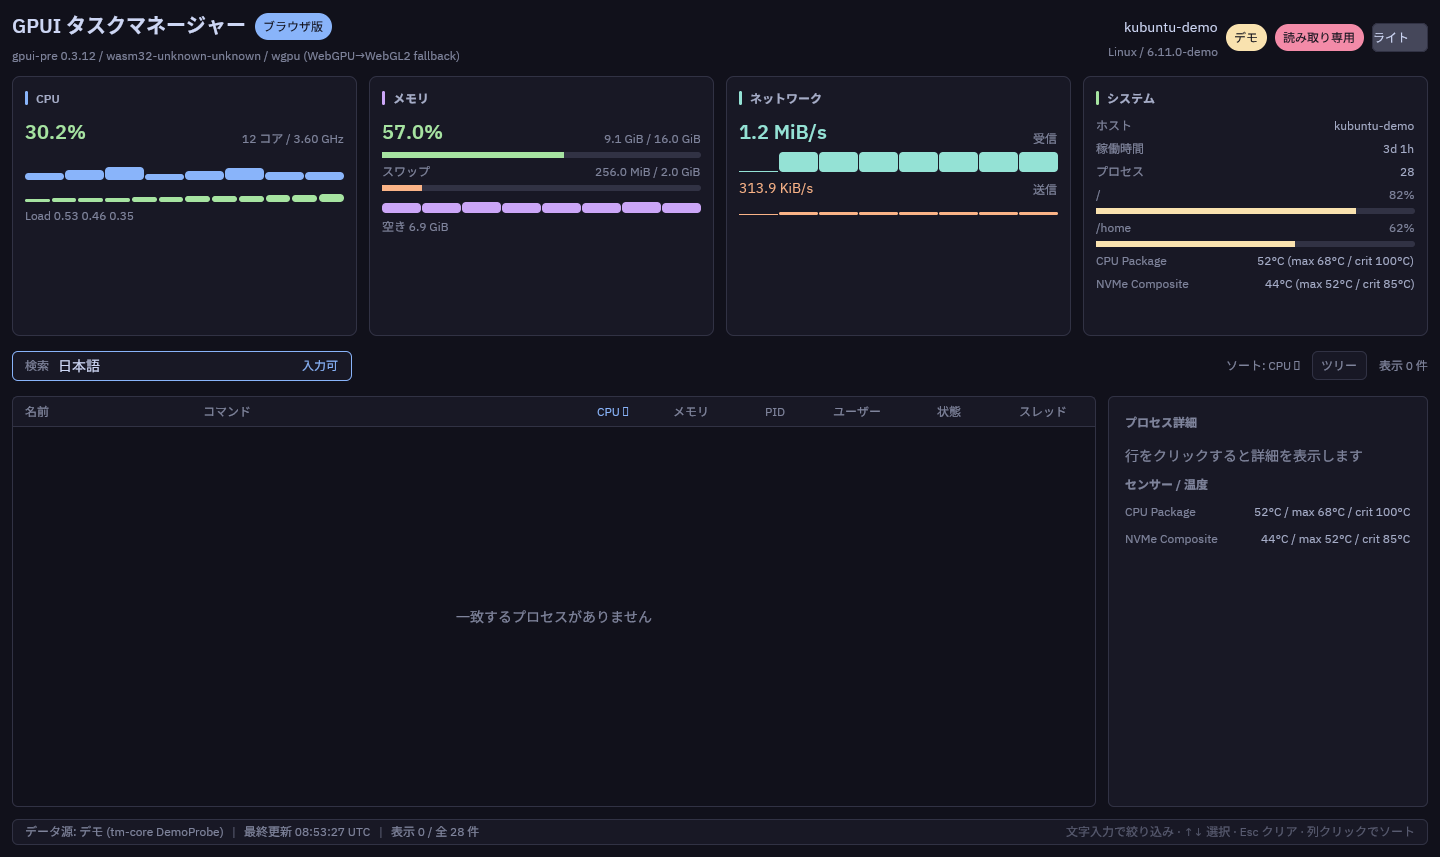 GPUI タスクマネージャー ブラウザ版
gpui-pre 0.3.12 / wasm32-unknown-unknown / wgpu (WebGPU→WebGL2 fallback)
kubuntu-demo
Linux / 6.11.0-demo
デモ 読み取り専用 ライト
CPU
30.2% 12 コア / 3.60 GHz
Load 0.53 0.46 0.35
メモリ
57.0% 9.1 GiB / 16.0 GiB
スワップ 256.0 MiB / 2.0 GiB
空き 6.9 GiB
ネットワーク
1.2 MiB/s 受信
313.9 KiB/s 送信
システム
ホスト kubuntu-demo
稼働時間 3d 1h
プロセス 28
/ 82%
/home 62%
CPU Package 52°C (max 68°C / crit 100°C)
NVMe Composite 44°C (max 52°C / crit 85°C)
検索 日本語 入力可
ソート: CPU ツリー 表示 0 件
名前 コマンド CPU メモリ PID ユーザー 状態 スレッド
一致するプロセスがありません
プロセス詳細
行をクリックすると詳細を表示します
センサー / 温度
CPU Package 52°C / max 68°C / crit 100°C
NVMe Composite 44°C / max 52°C / crit 85°C
データ源: デモ (tm-core DemoProbe) | 最終更新 08:53:27 UTC | 表示 0 / 全 28 件
文字入力で絞り込み · ↑↓ 選択 · Esc クリア · 列クリックでソート